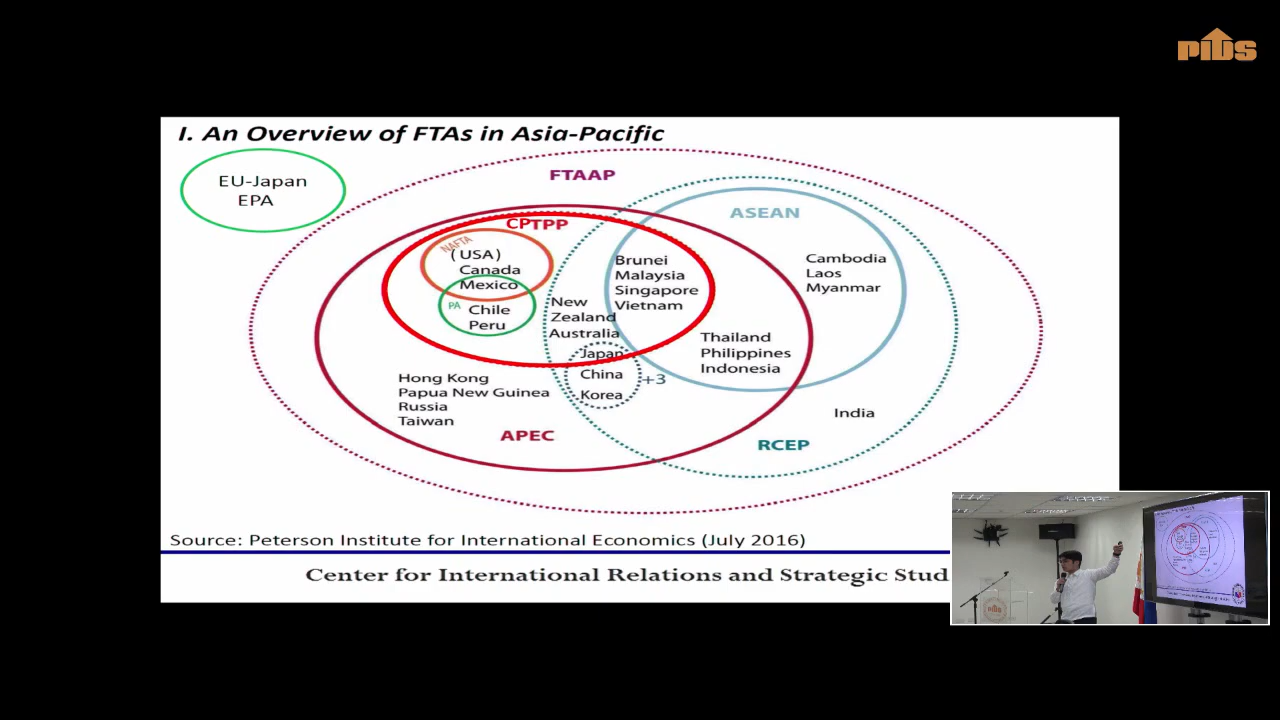 PIDS
I. An Overview of FTAs in Asia-Pacific
EU-Japan
EPA
FTAAP
ASEAN
CPTPP
NAFTA
(USA)
Canada
Mexico
PA
Chile
Peru
Brunei
Malaysia
Singapore
Vietnam
Cambodia
Laos
Myanmar
New
Zealand
Australia
Thailand
Philippines
Indonesia
Japan
China
Korea
+3
Hong Kong
Papua New Guinea
Russia
Taiwan
APEC
India
RCEP
Source: Peterson Institute for International Economics (July 2016)
Center for International Relations and Strategic Stud
PIDS